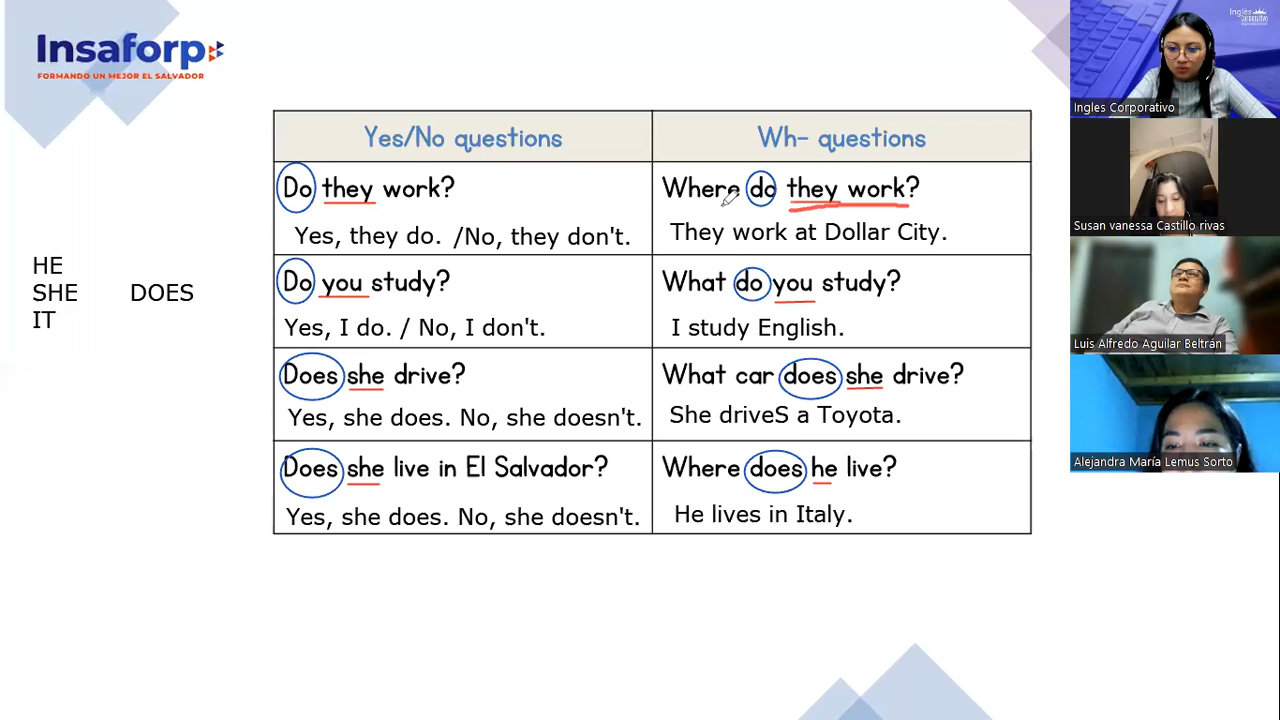 Insaforp
FORMANDO UN MEJOR EL SALVADOR
HE
SHE DOES
IT
Yes/No questions
Wh- questions
Do they work?
Yes, they do. /No, they don't.
Where do they work?
They work at Dollar City.
Do you study?
Yes, I do. / No, I don't.
What do you study?
I study English.
Does she drive?
Yes, she does. No, she doesn't.
What car does she drive?
She driveS a Toyota.
Does she live in El Salvador?
Yes, she does. No, she doesn't.
Where does he live?
He lives in Italy.
Ingles
Ingles Corporativo
Susan vanessa Castillo rivas
Luis Alfredo Aguilar Beltrán
Alejandra María Lemus Sorto